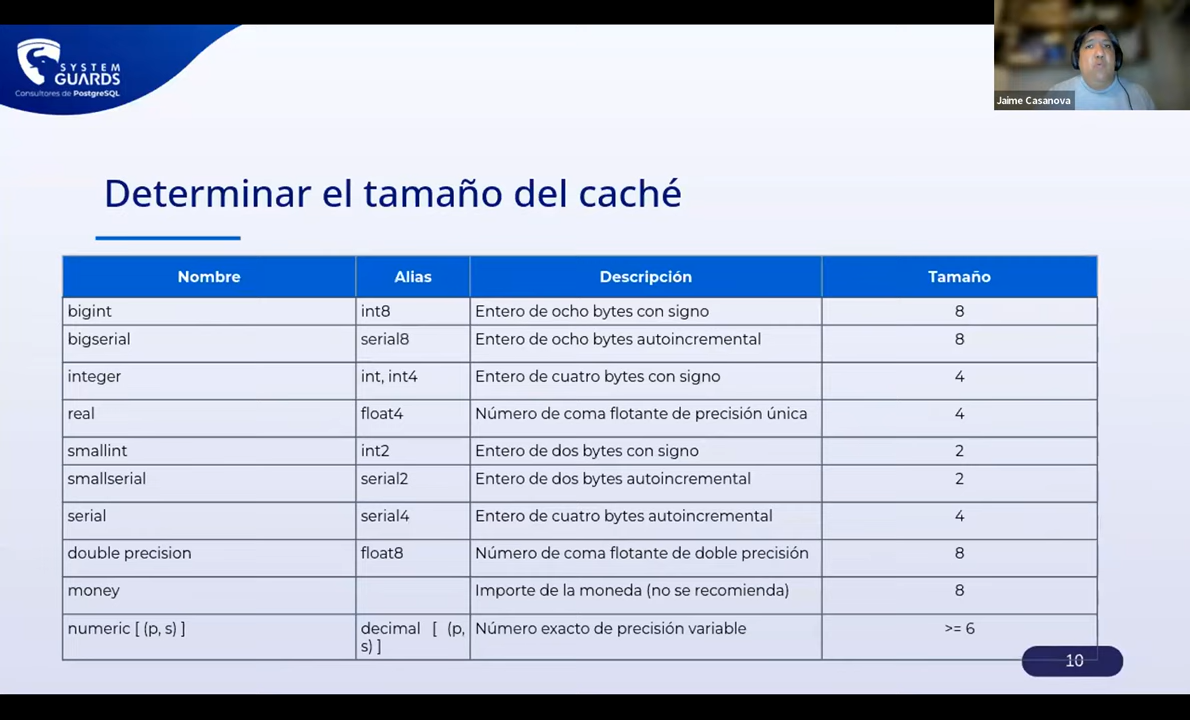 SYSTEM
GUARDS
Consultores de PostgreSQL
Jaime Casanova
Determinar el tamaño del caché
Nombre Alias Descripción Tamaño
bigint int8 Entero de ocho bytes con signo 8
bigserial serial8 Entero de ocho bytes autoincremental 8
integer int, int4 Entero de cuatro bytes con signo 4
real float4 Número de coma flotante de precisión única 4
smallint int2 Entero de dos bytes con signo 2
smallserial serial2 Entero de dos bytes autoincremental 2
serial serial4 Entero de cuatro bytes autoincremental 4
double precision float8 Número de coma flotante de doble precisión 8
money Importe de la moneda (no se recomienda) 8
numeric [ (p, s) ] decimal [ (p, s) ] Número exacto de precisión variable >= 6
10